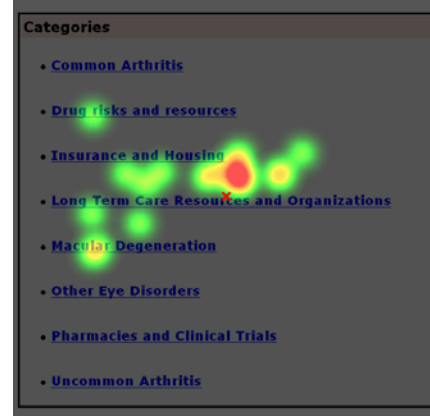 Categories
• Common Arthritis
• Drug risks and resources
• Insurance and Housing
• Long Term Care Resources and Organizations
• Macular Degeneration
• Other Eye Disorders
• Pharmacies and Clinical Trials
• Uncommon Arthritis